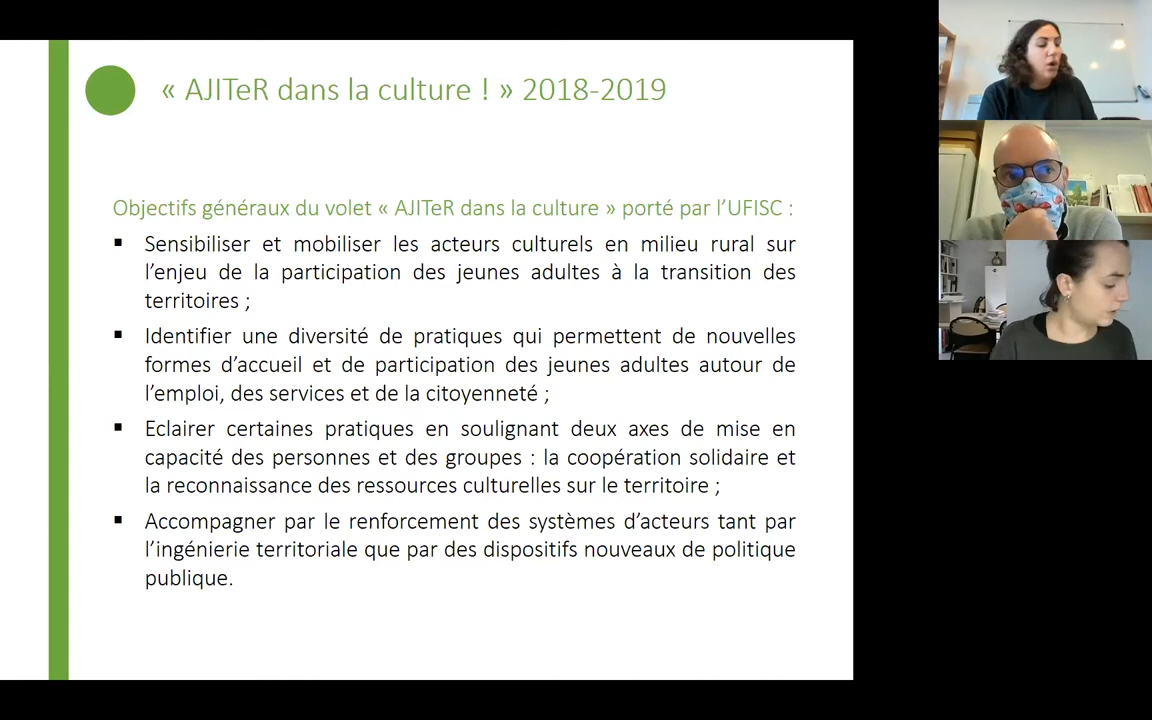 « AJITeR dans la culture ! » 2018-2019
Objectifs généraux du volet « AJITeR dans la culture » porté par l’UFISC :
▪ Sensibiliser et mobiliser les acteurs culturels en milieu rural sur
l’enjeu de la participation des jeunes adultes à la transition des
territoires ;
▪ Identifier une diversité de pratiques qui permettent de nouvelles
formes d’accueil et de participation des jeunes adultes autour de
l’emploi, des services et de la citoyenneté ;
▪ Eclairer certaines pratiques en soulignant deux axes de mise en
capacité des personnes et des groupes : la coopération solidaire et
la reconnaissance des ressources culturelles sur le territoire ;
▪ Accompagner par le renforcement des systèmes d’acteurs tant par
l’ingénierie territoriale que par des dispositifs nouveaux de politique
publique.